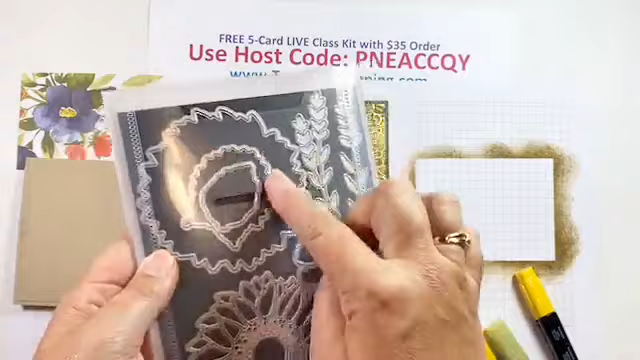 FREE 5-Card LIVE Class Kit with $35 Order
Use Host Code: PNEACCQY